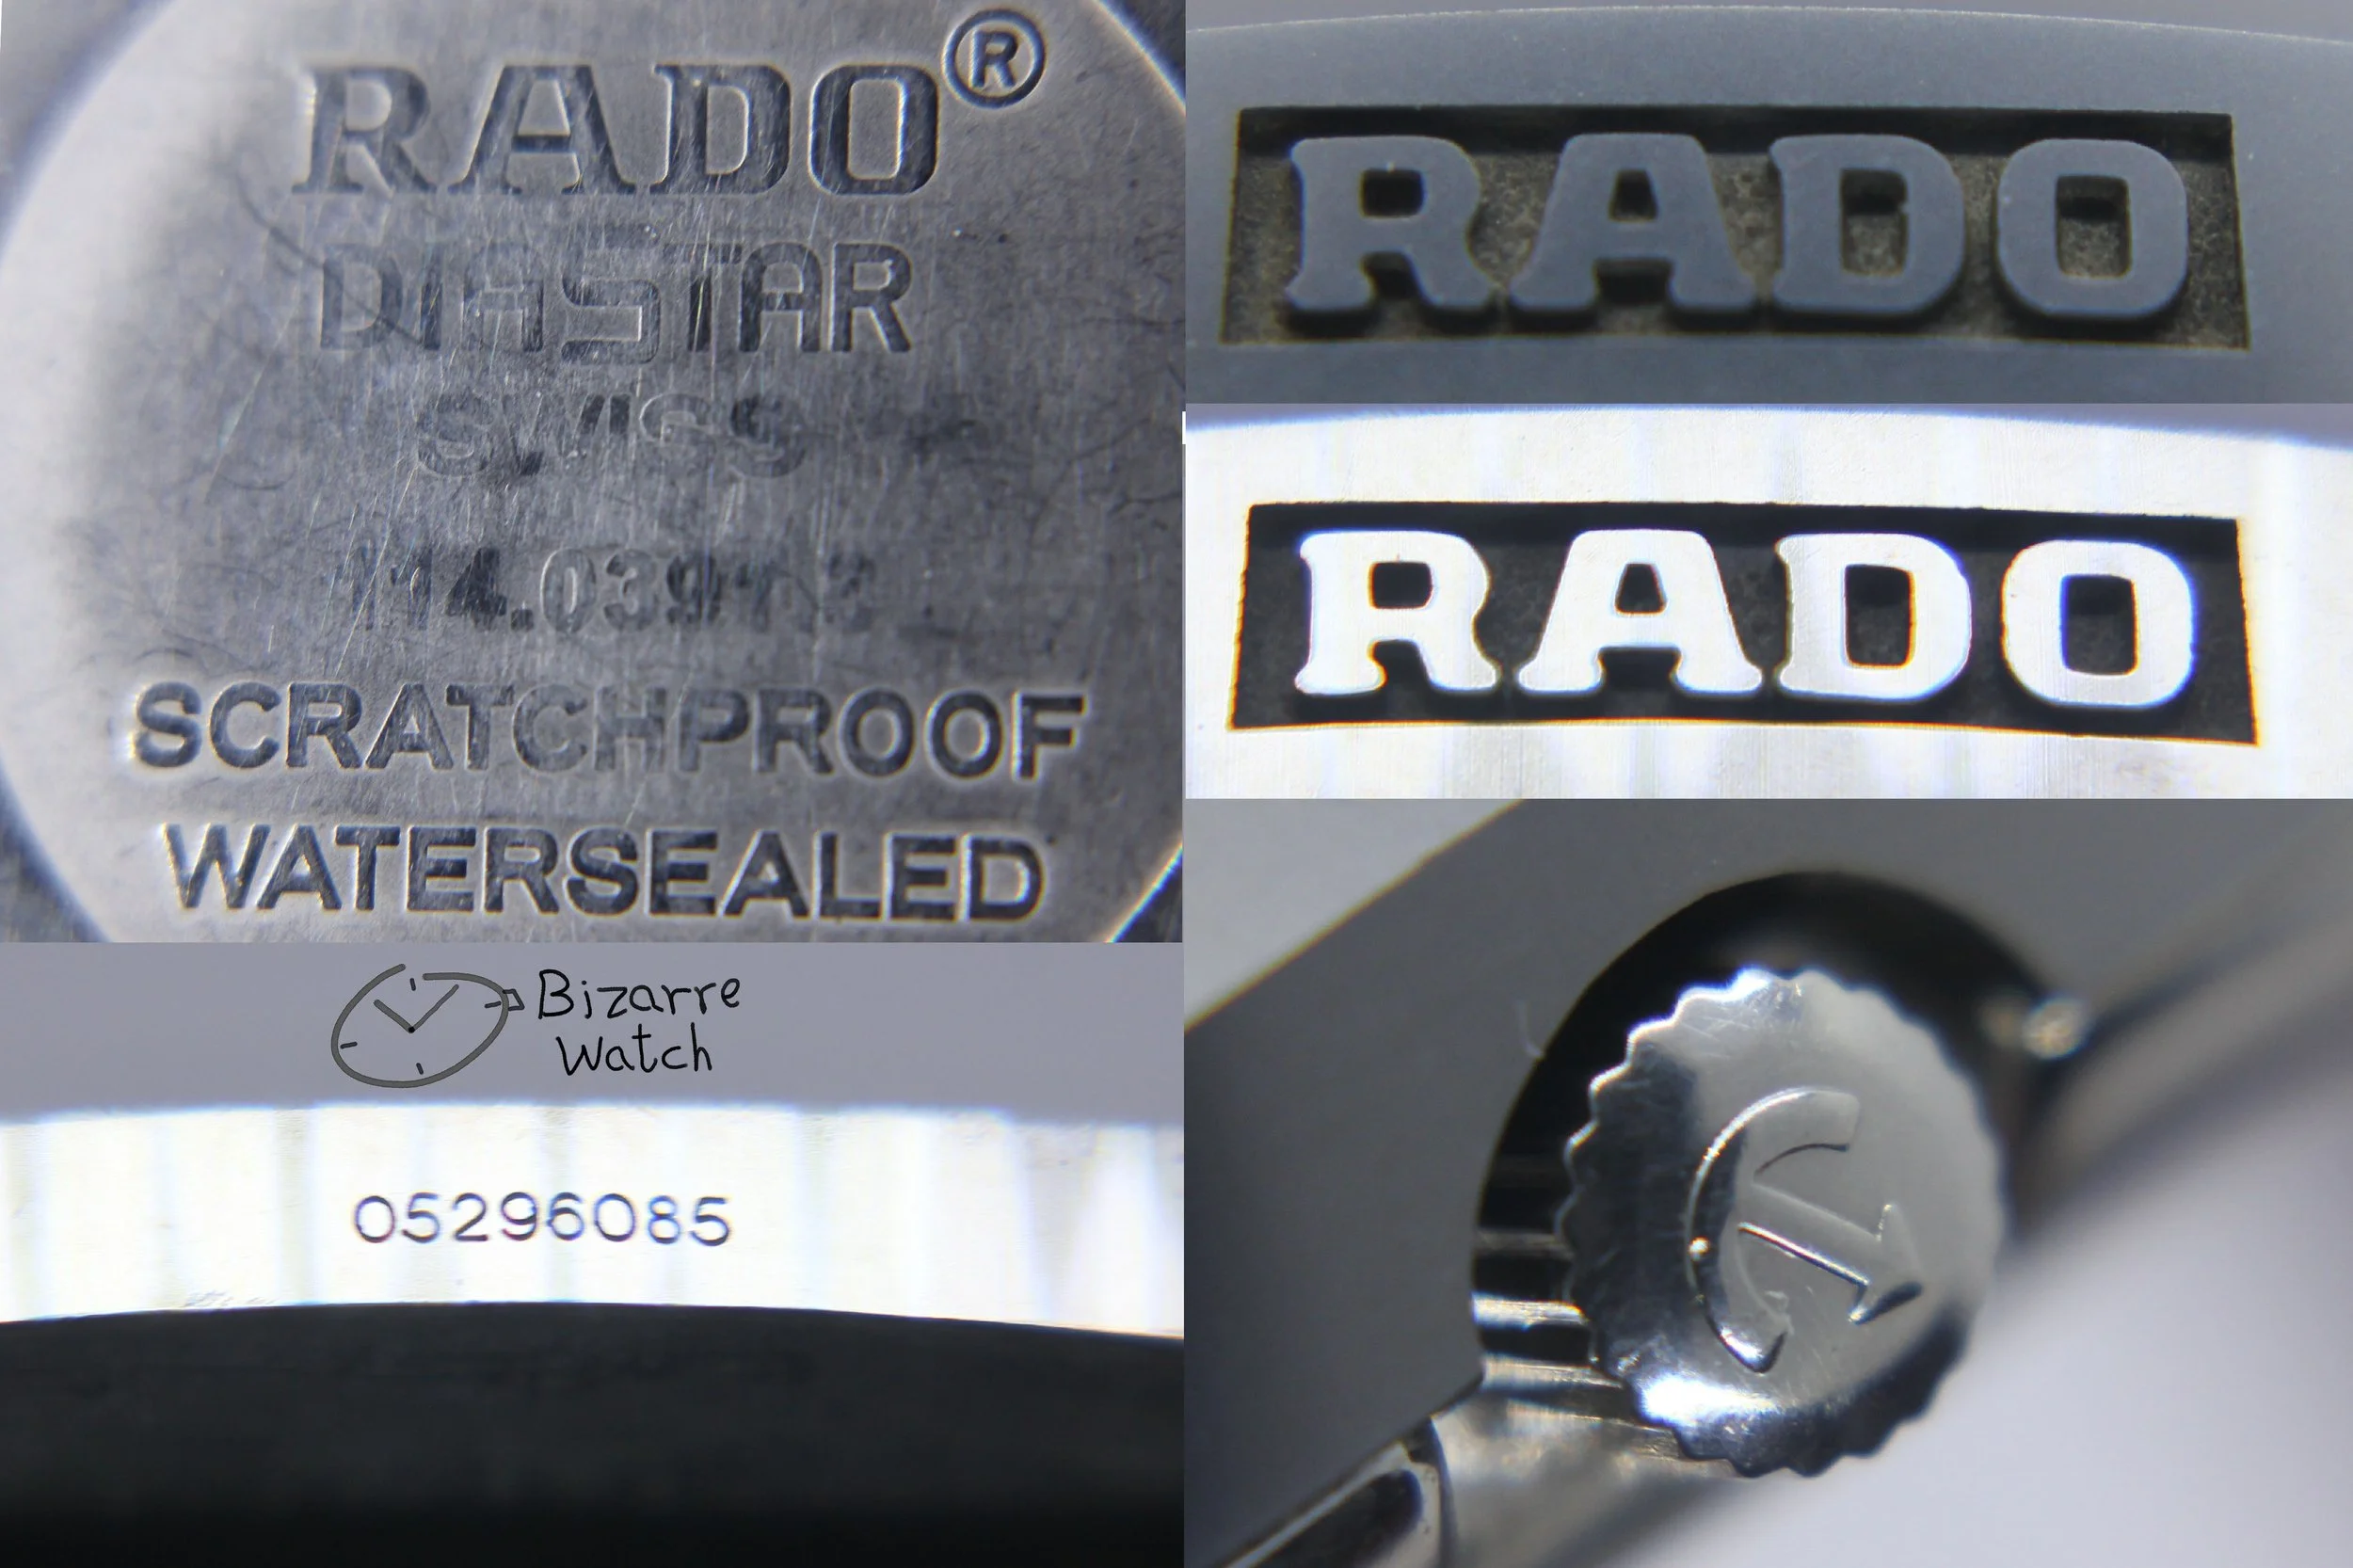 RADO®
DIASTAR
SWISS
SCRATCHPROOF
WATERSEALED
RADO
RADO
Bizarre
Watch
05296085